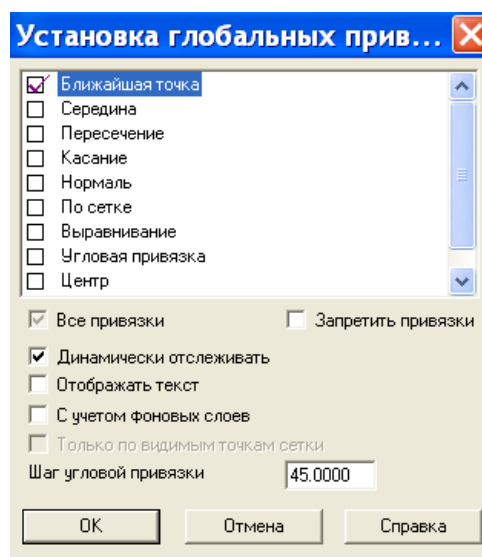 Установка глобальных прив...
Ближайшая точка
Середина
Пересечение
Касание
Нормаль
По сетке
Выравнивание
Угловая привязка
Центр
Все привязки Запретить привязки
Динамически отслеживать
Отображать текст
С учетом фоновых слоев
Только по видимым точкам сетки
Шаг угловой привязки 45.0000
OK Отмена Справка